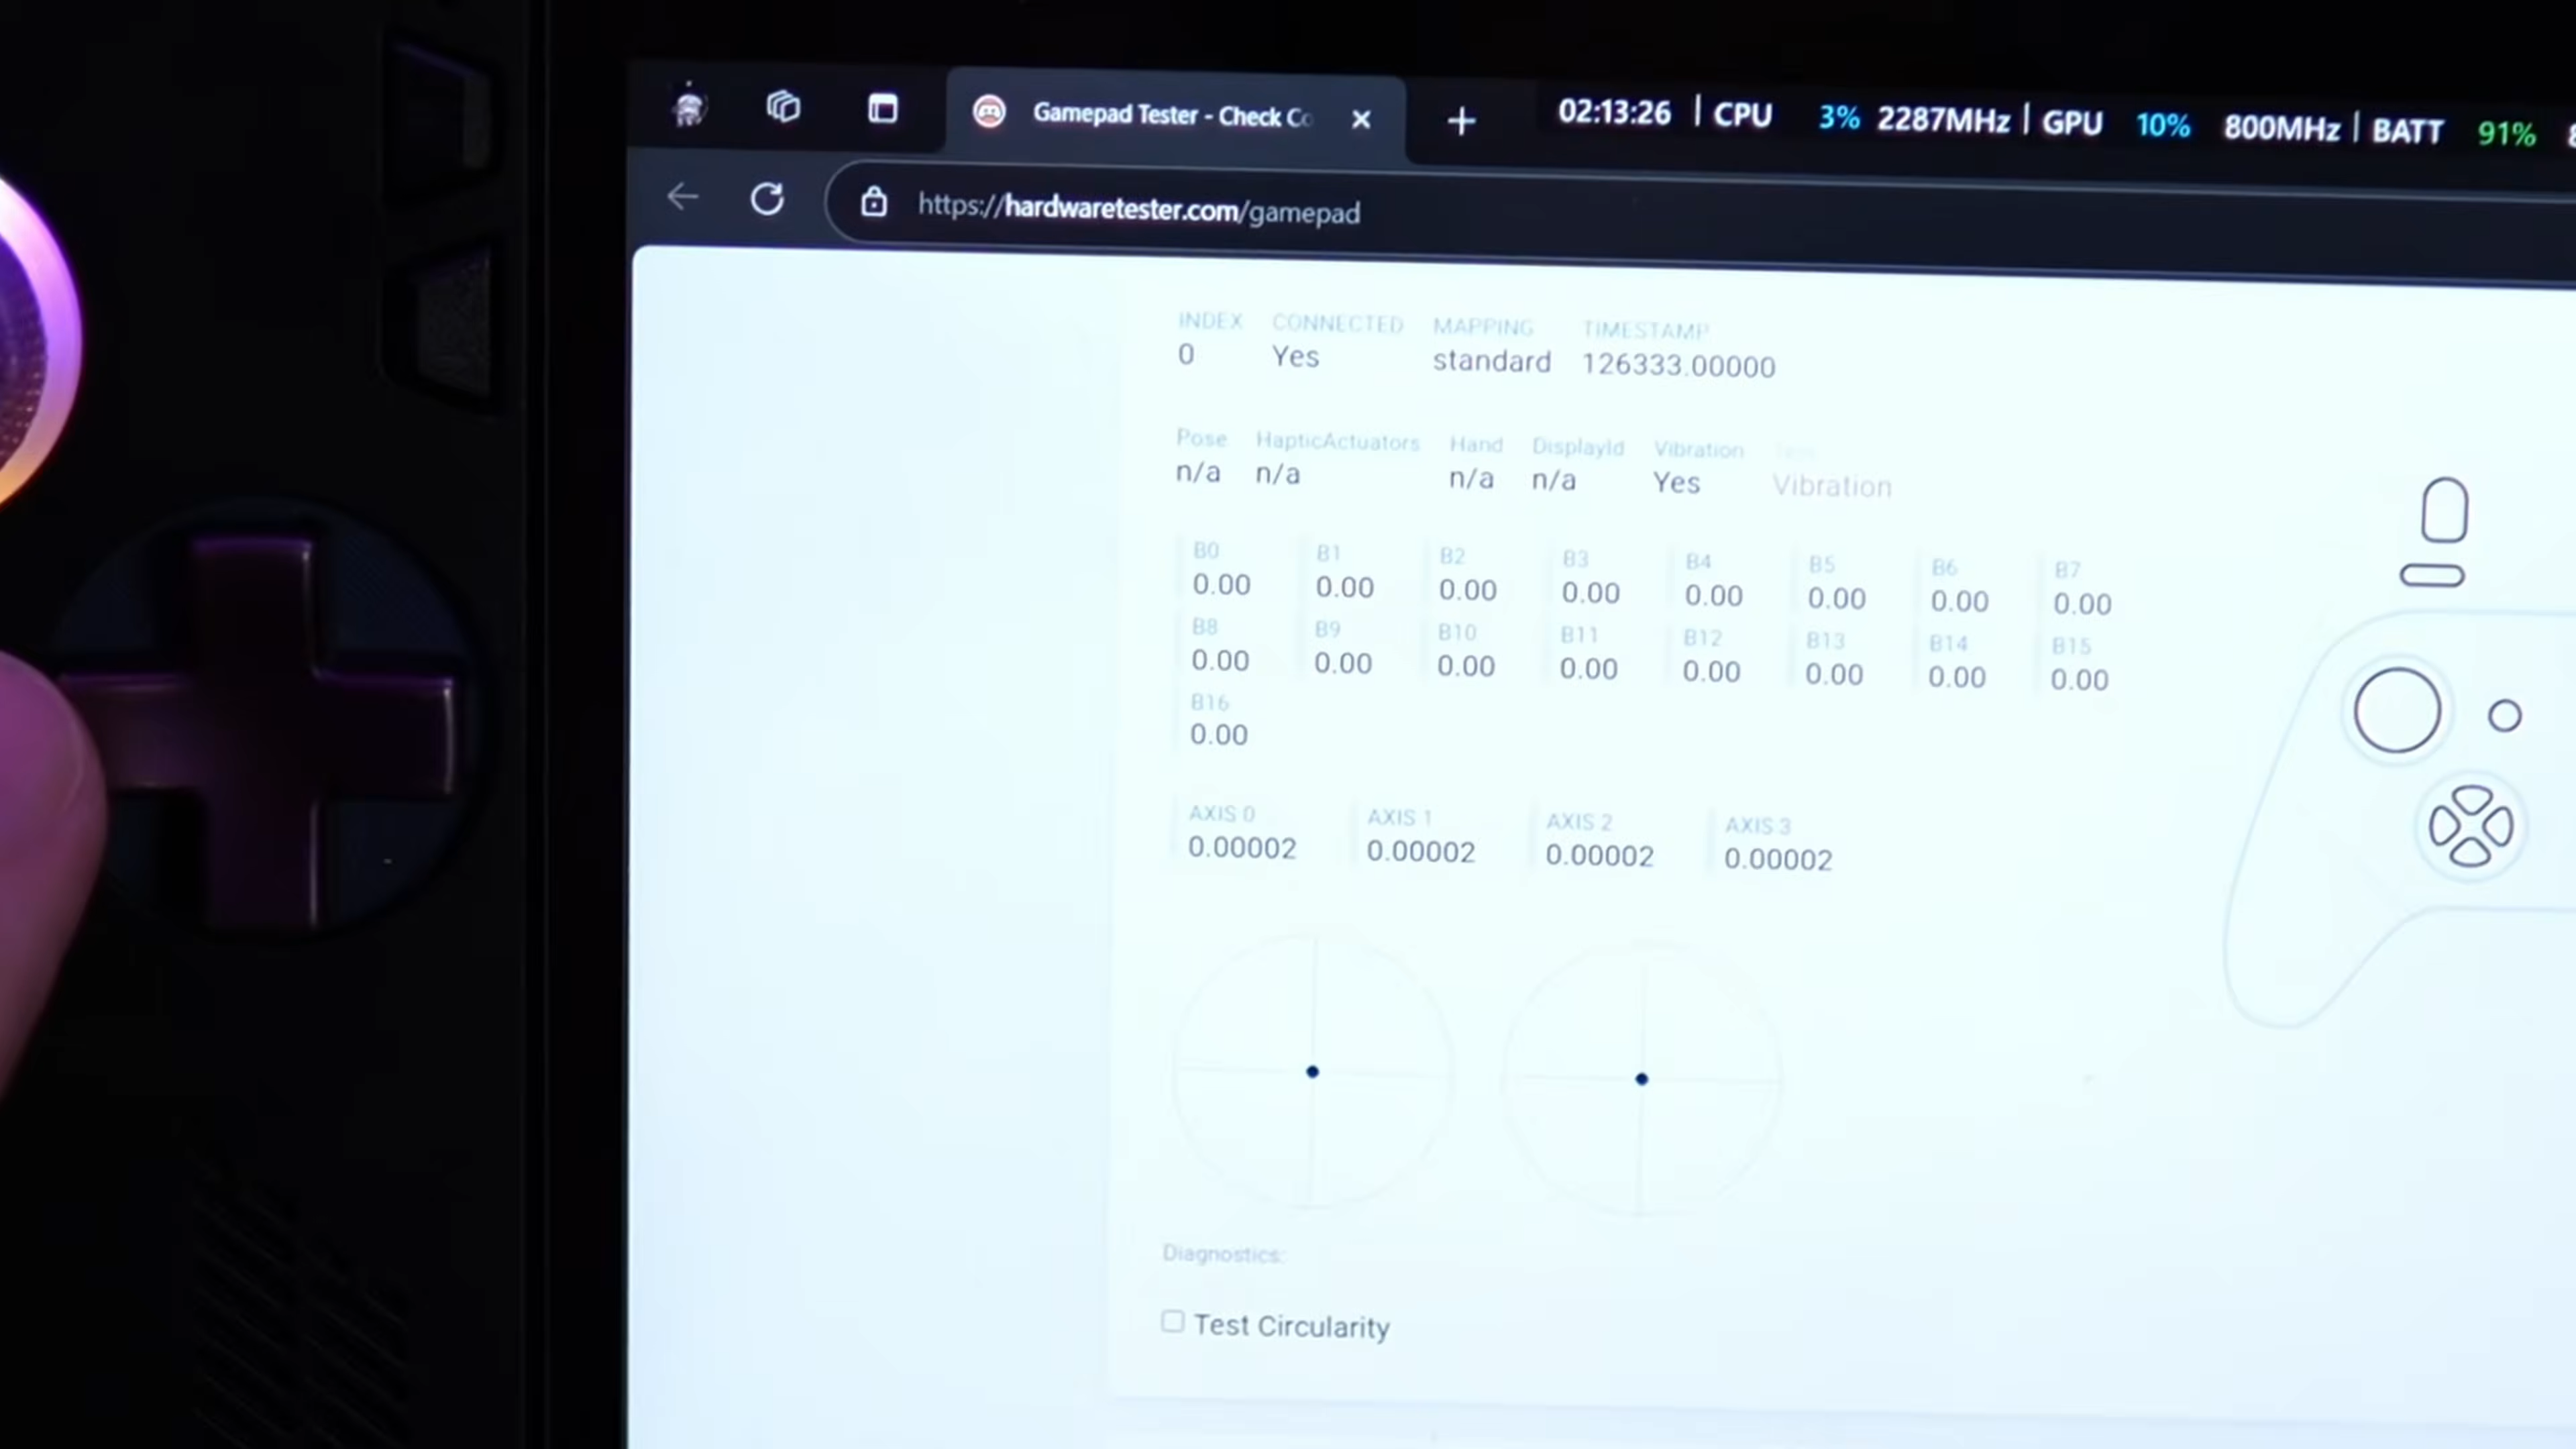 Gamepad Tester - Check Co
02:13:26 | CPU 3% 2287MHz | GPU 10% 800MHz | BATT 91%
https://hardwaretester.com/gamepad
INDEX CONNECTED MAPPING TIMESTAMP
0 Yes standard 126333.00000
Pose HapticActuators Hand DisplayId Vibration
n/a n/a n/a n/a Yes Vibration
B0 B1 B2 B3 B4 B5 B6 B7
0.00 0.00 0.00 0.00 0.00 0.00 0.00 0.00
B8 B9 B10 B11 B12 B13 B14 B15
0.00 0.00 0.00 0.00 0.00 0.00 0.00 0.00
B16
0.00
AXIS 0 AXIS 1 AXIS 2 AXIS 3
0.00002 0.00002 0.00002 0.00002
Diagnostics:
Test Circularity